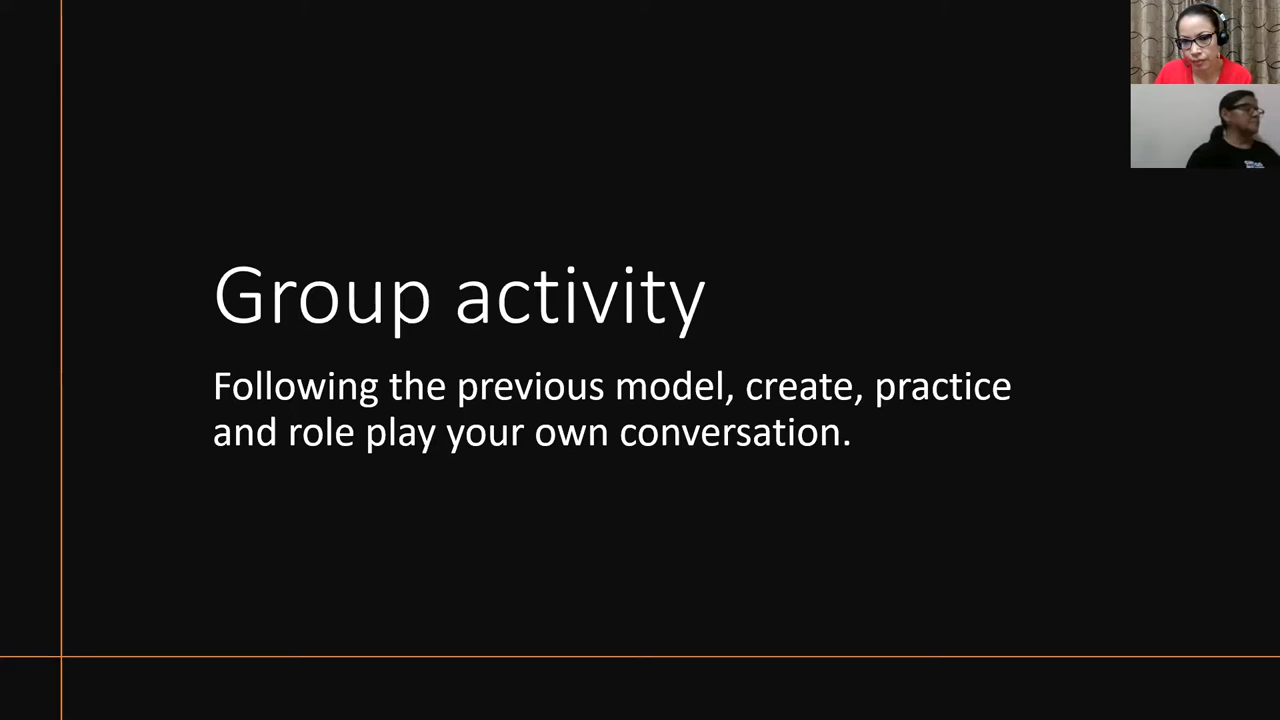 Group activity
Following the previous model, create, practice
and role play your own conversation.